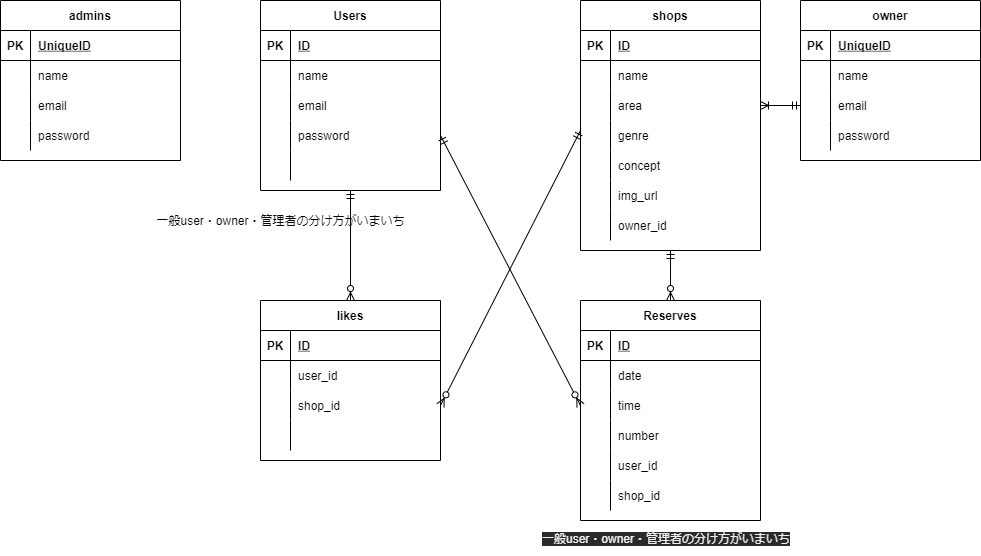 admins
PK UniqueID
name
email
password
Users
PK ID
name
email
password
shops
PK ID
name
area
genre
concept
img_url
owner_id
owner
PK UniqueID
name
email
password
一般user・owner・管理者の分け方がいまいち
likes
PK ID
user_id
shop_id
Reserves
PK ID
date
time
number
user_id
shop_id
一般user・owner・管理者の分け方がいまいち